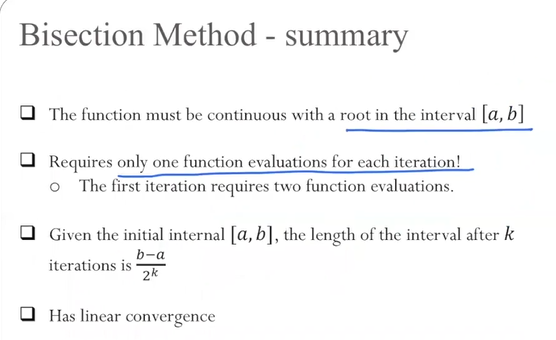 Bisection Method - summary
❑ The function must be continuous with a root in the interval [a, b]
❑ Requires only one function evaluations for each iteration!
○ The first iteration requires two function evaluations.
❑ Given the initial internal [a, b], the length of the interval after k
iterations is \frac{b-a}{2^k}
❑ Has linear convergence